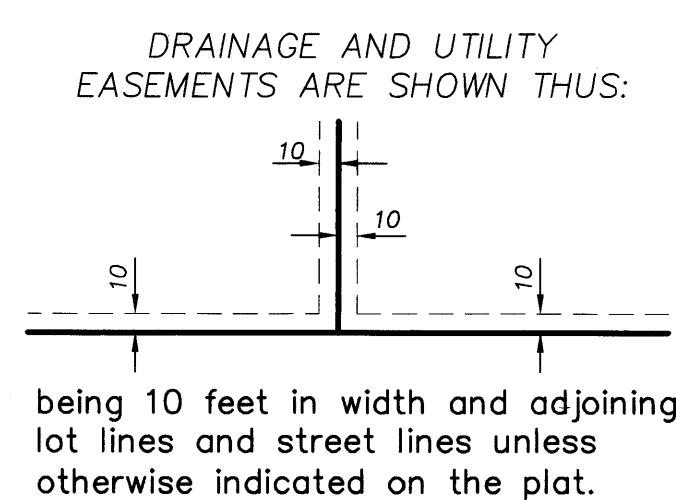 DRAINAGE AND UTILITY
EASEMENTS ARE SHOWN THUS:
10
10
10
10
being 10 feet in width and adjoining
lot lines and street lines unless
otherwise indicated on the plat.